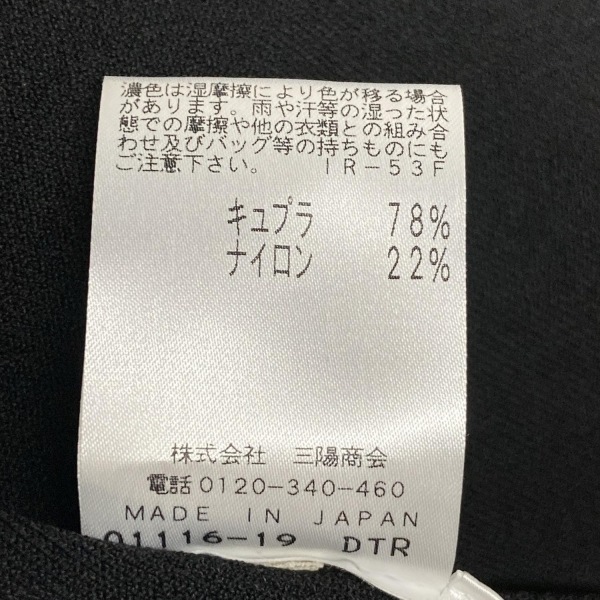 濃色は湿摩擦により色が移る場合
があります。雨や汗等の湿った状
態での摩擦や他の衣類との組み合
わせ及びバッグ等の持ちものにも
ご注意下さい。 IR-53F
キュプラ 78%
ナイロン 22%
株式会社 三陽商会
電話0120-340-460
MADE IN JAPAN
01116-19 DTR